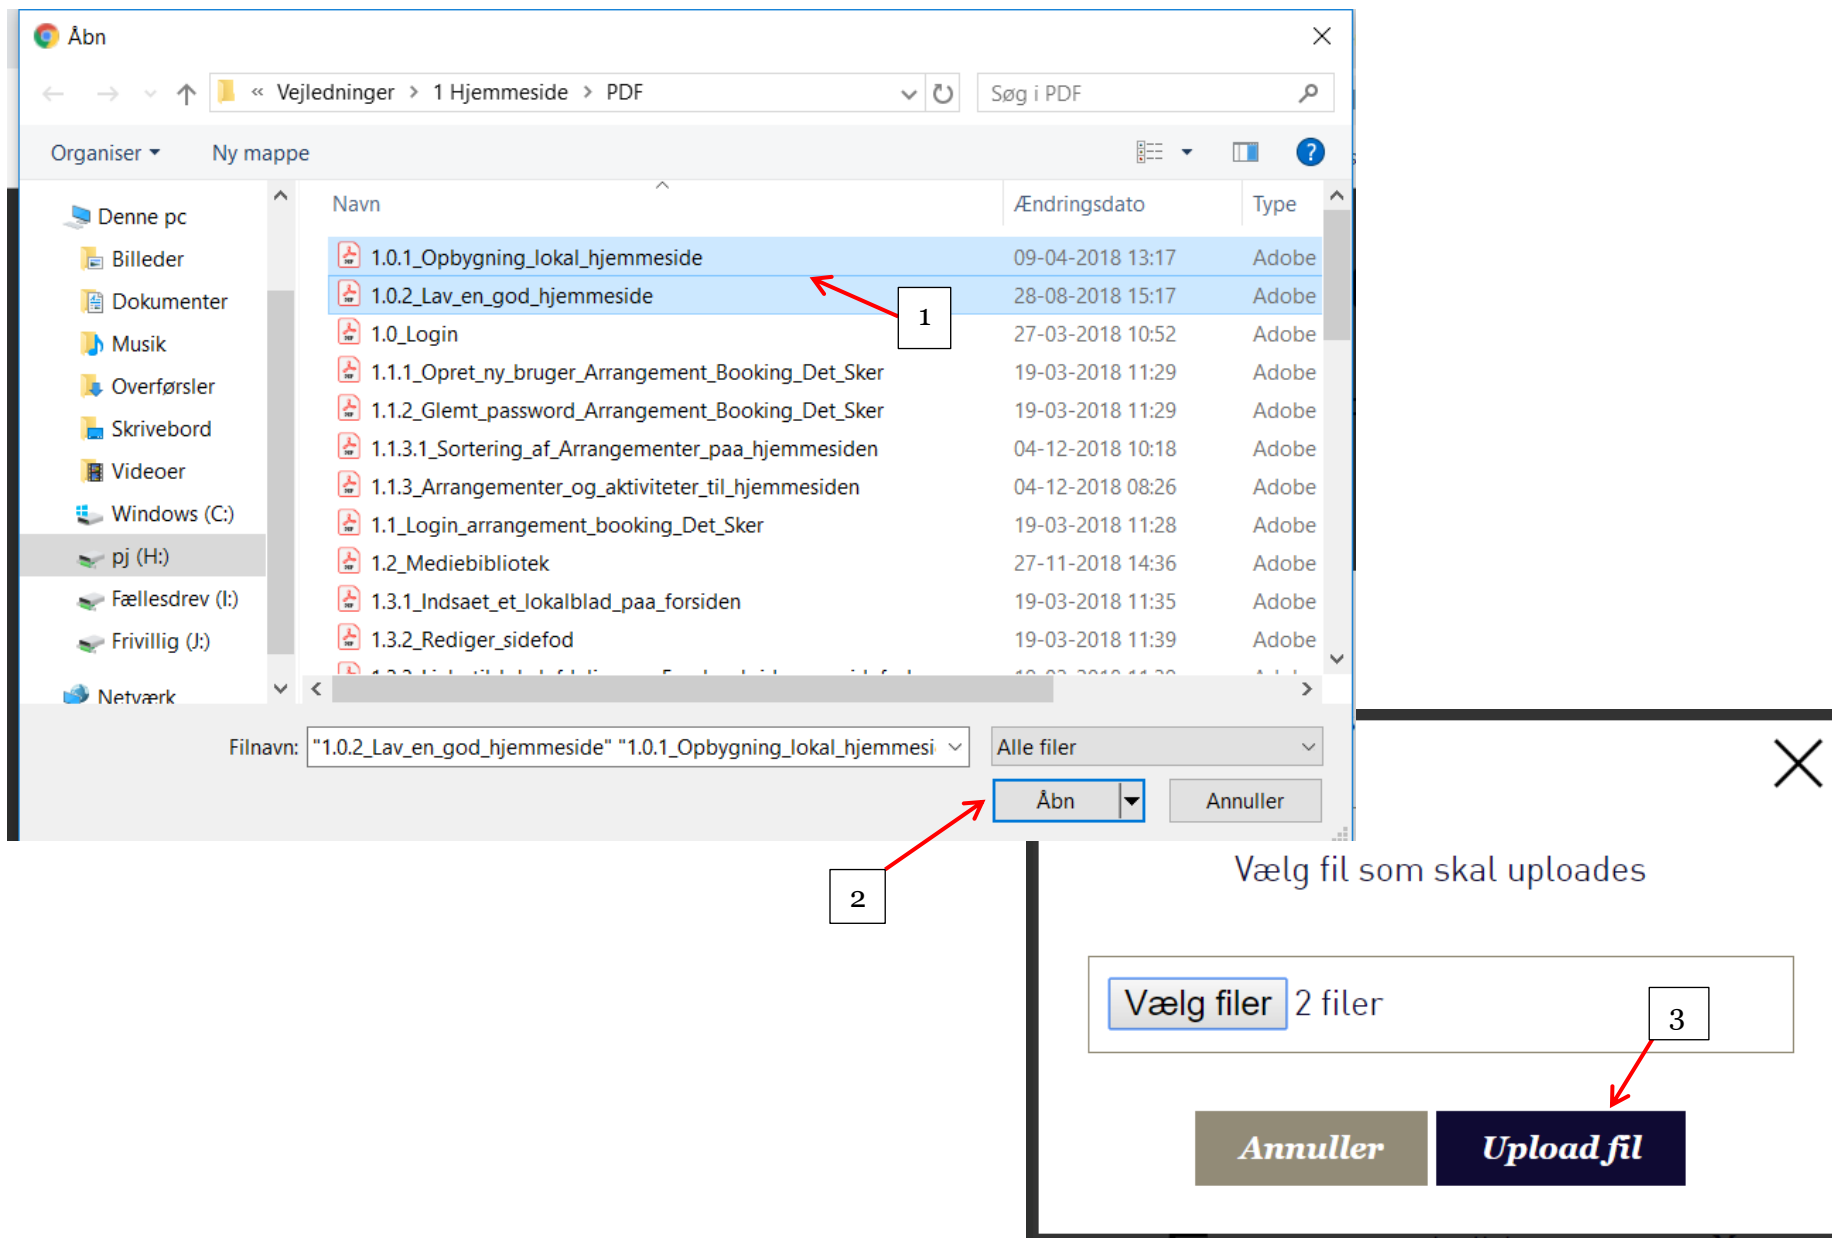 Åbn
« Vejledninger > 1 Hjemmeside > PDF
Søg i PDF
Organiser
Ny mappe
Denne pc
Billeder
Dokumenter
Musik
Overførsler
Skrivebord
Videoer
Windows (C:)
pj (H:)
Fællesdrev (I:)
Frivillig (J:)
Netværk
Navn Ændringsdato Type
1.0.1_Opbygning_lokal_hjemmeside 09-04-2018 13:17 Adobe
1.0.2_Lav_en_god_hjemmeside 28-08-2018 15:17 Adobe
1.0_Login 27-03-2018 10:52 Adobe
1.1.1_Opret_ny_bruger_Arrangement_Booking_Det_Sker 19-03-2018 11:29 Adobe
1.1.2_Glemt_password_Arrangement_Booking_Det_Sker 19-03-2018 11:29 Adobe
1.1.3.1_Sortering_af_Arrangementer_paa_hjemmesiden 04-12-2018 10:18 Adobe
1.1.3_Arrangementer_og_aktiviteter_til_hjemmesiden 04-12-2018 08:26 Adobe
1.1_Login_arrangement_booking_Det_Sker 19-03-2018 11:28 Adobe
1.2_Mediebibliotek 27-11-2018 14:36 Adobe
1.3.1_Indsaet_et_lokalblad_paa_forsiden 19-03-2018 11:35 Adobe
1.3.2_Rediger_sidefod 19-03-2018 11:39 Adobe
1
Filnavn: "1.0.2_Lav_en_god_hjemmeside" "1.0.1_Opbygning_lokal_hjemmesi
Alle filer
Åbn
Annuller
2
Vælg fil som skal uploades
Vælg filer 2 filer
3
Annuller
Upload fil